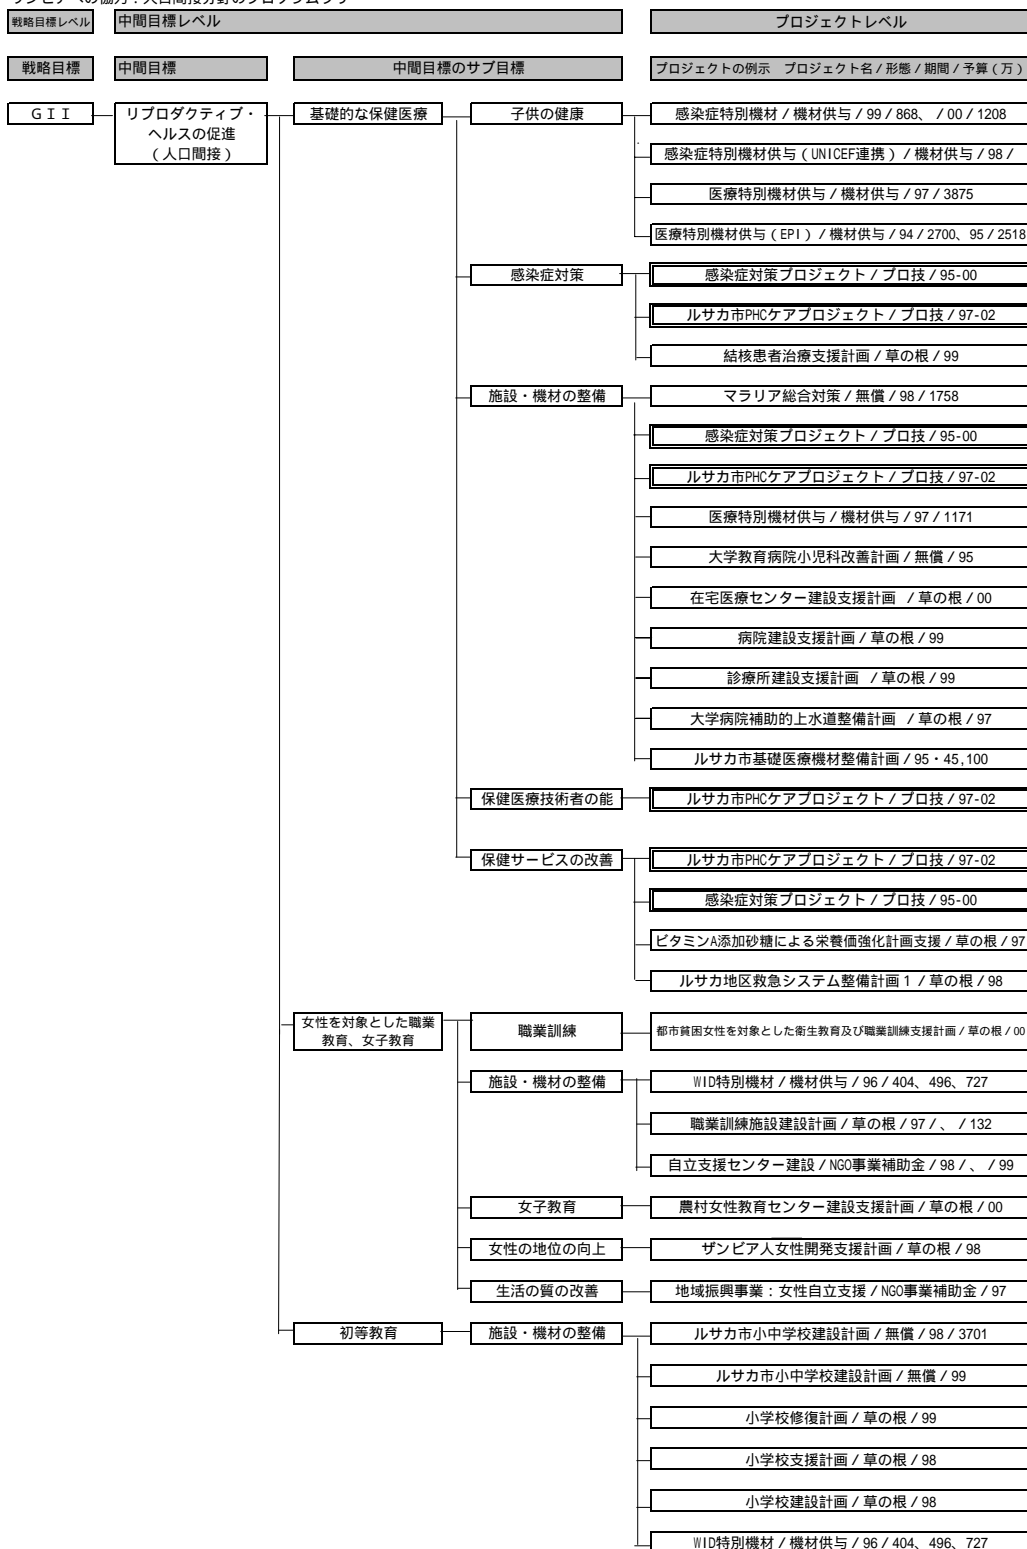 ザンビアへの協力：人口間接分野のプログラムツリー
戦略目標レベル 中間目標レベル プロジェクトレベル
戦略目標 中間目標 中間目標のサブ目標 プロジェクトの例示　プロジェクト名/形態/期間/予算(万)
ＧＩＩ リプロダクティブ・ 基礎的な保健医療 子供の健康 感染症特別機材/機材供与/99/868、/00/1208
ヘルスの促進
(人口間接)
感染症特別機材供与(UNICEF連携)/機材供与/98/
医療特別機材供与/機材供与/97/3875
医療特別機材供与(EPI)/機材供与/94/2700、95/2518
感染症対策 感染症対策プロジェクト/プロ技/95-00
ルサカ市PHCケアプロジェクト/プロ技/97-02
結核患者治療支援計画/草の根/99
施設・機材の整備 マラリア総合対策/無償/98/1758
感染症対策プロジェクト/プロ技/95-00
ルサカ市PHCケアプロジェクト/プロ技/97-02
医療特別機材供与/機材供与/97/1171
大学教育病院小児科改善計画/無償/95
在宅医療センター建設支援計画　/草の根/00
病院建設支援計画/草の根/99
診療所建設支援計画　/草の根/99
大学病院補助的上水道整備計画　/草の根/97
ルサカ市基礎医療機材整備計画/95・45,100
保健医療技術者の能 ルサカ市PHCケアプロジェクト/プロ技/97-02
保健サービスの改善 ルサカ市PHCケアプロジェクト/プロ技/97-02
感染症対策プロジェクト/プロ技/95-00
ビタミンA添加砂糖による栄養価強化計画支援/草の根/97
ルサカ地区救急システム整備計画１/草の根/98
女性を対象とした職業
教育、女子教育 職業訓練 都市貧困女性を対象とした衛生教育及び職業訓練支援計画/草の根/00
施設・機材の整備 WID特別機材/機材供与/96/404、496、727
職業訓練施設建設計画/草の根/97/、/132
自立支援センター建設/NGO事業補助金/98/、/99
女子教育 農村女性教育センター建設支援計画/草の根/00
女性の地位の向上 ザンビア人女性開発支援計画/草の根/98
生活の質の改善 地域振興事業：女性自立支援/NGO事業補助金/97
初等教育 施設・機材の整備 ルサカ市小中学校建設計画/無償/98/3701
ルサカ市小中学校建設計画/無償/99
小学校修復計画/草の根/99
小学校支援計画/草の根/98
小学校建設計画/草の根/98
WID特別機材/機材供与/96/404、496、727